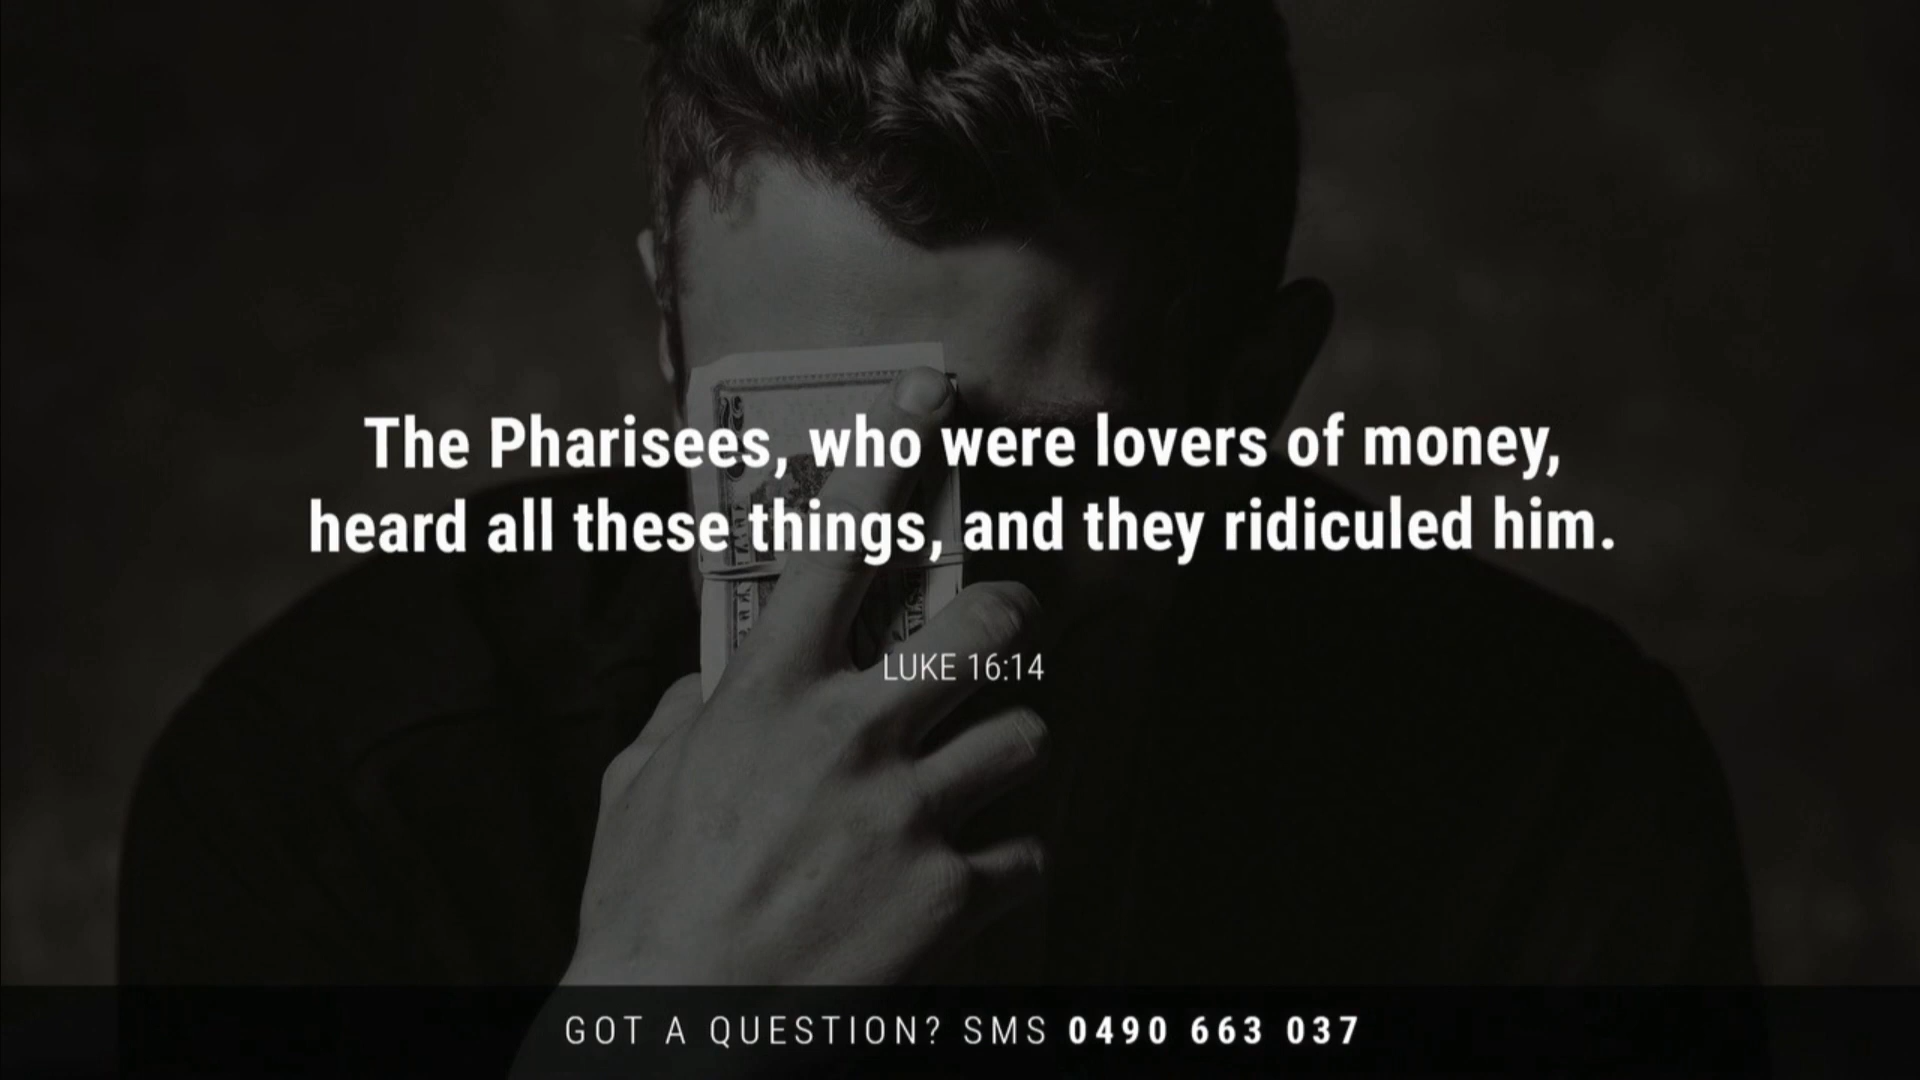 The Pharisees, who were lovers of money,
heard all these things, and they ridiculed him.
LUKE 16:14
GOT A QUESTION? SMS 0490 663 037